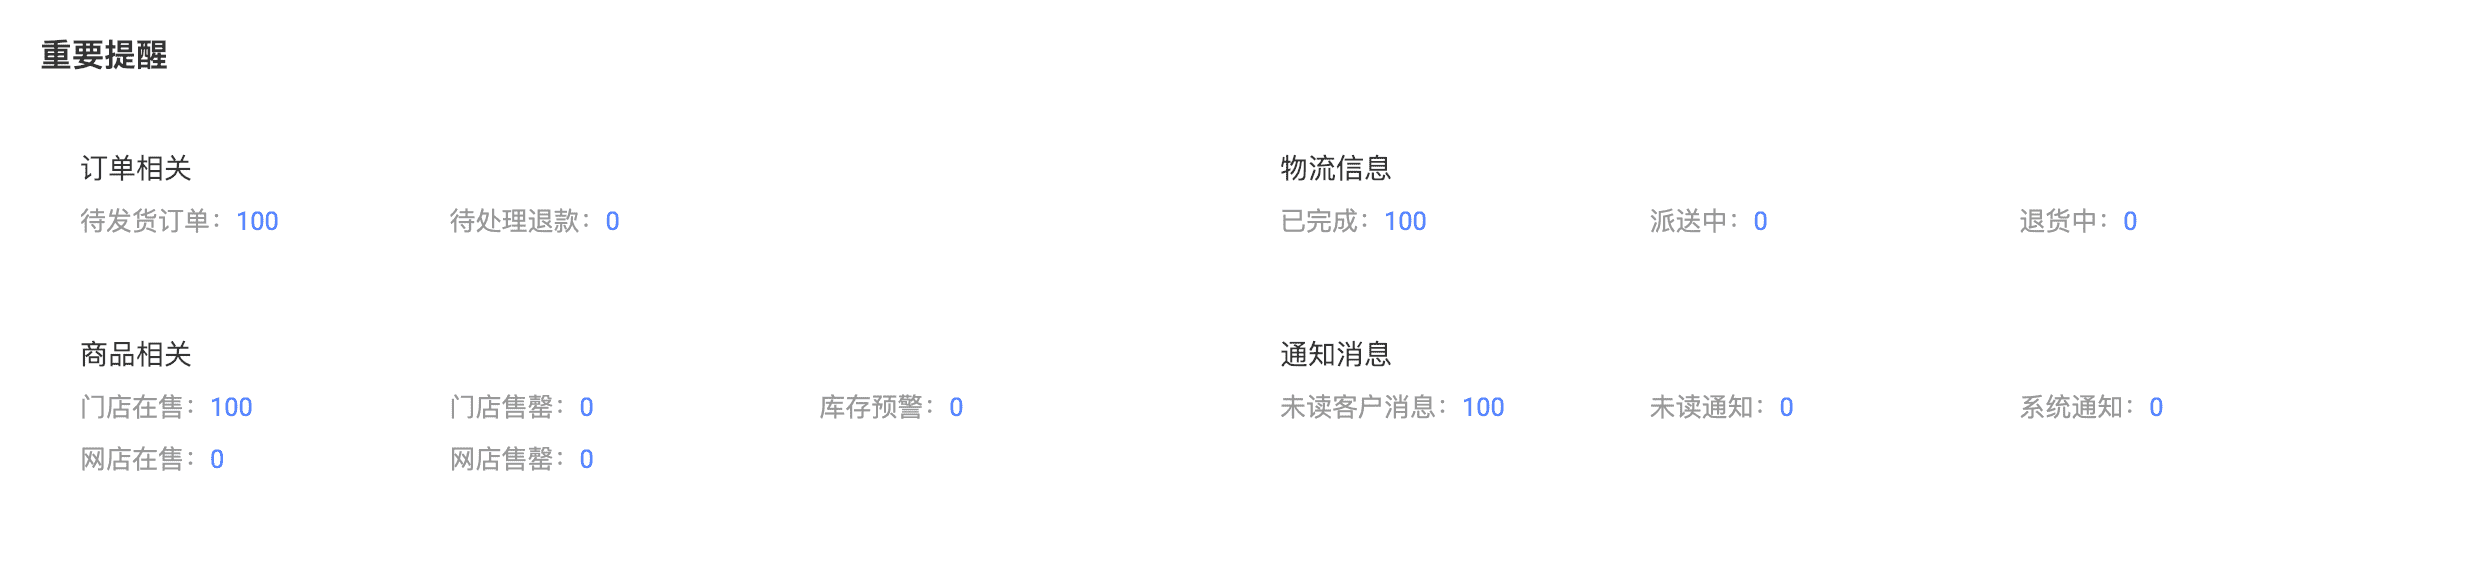 重要提醒
订单相关
待发货订单：100 待处理退款：0
物流信息
已完成：100 派送中：0 退货中：0
商品相关
门店在售：100 门店售罄：0 库存预警：0
网店在售：0 网店售罄：0
通知消息
未读客户消息：100 未读通知：0 系统通知：0